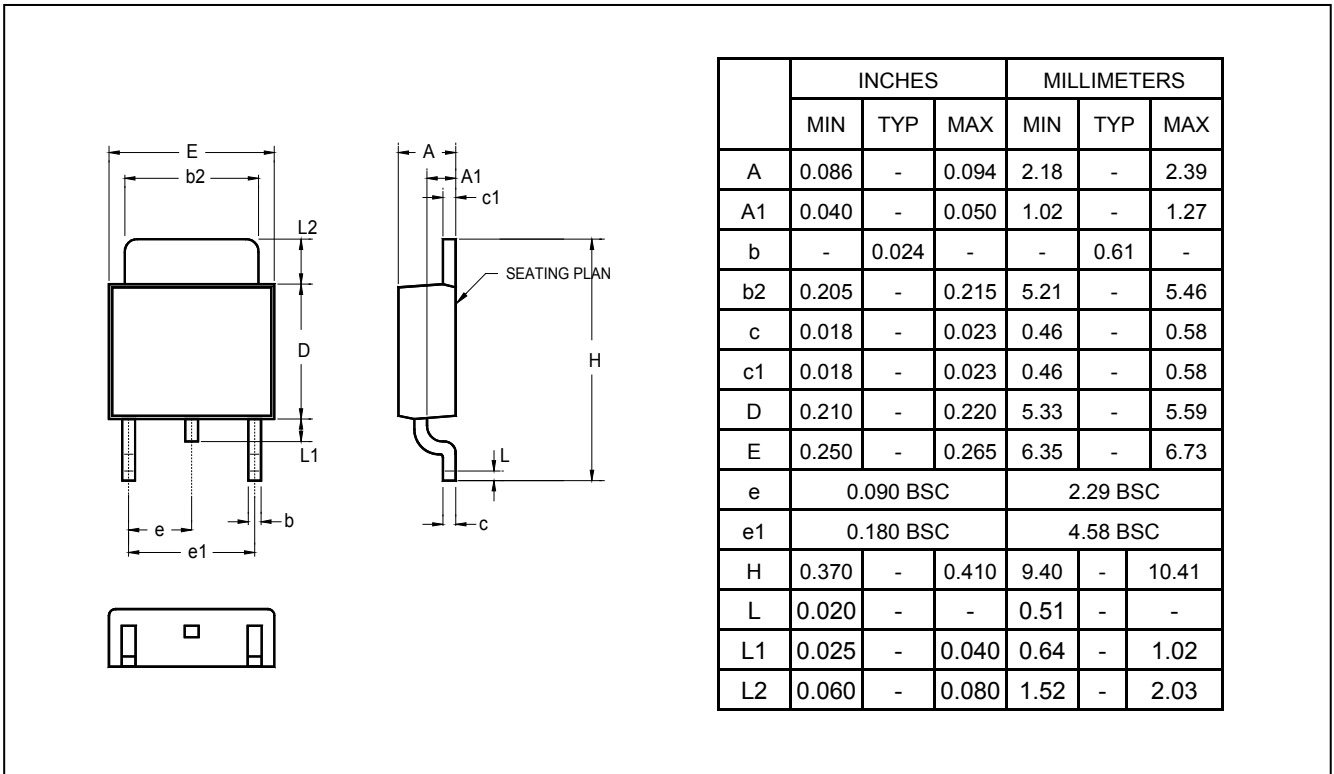 E
b2
L2
D
L1
e
b
e1
A
A1
c1
SEATING PLAN
H
L
c
INCHES MILLIMETERS
MIN TYP MAX MIN TYP MAX
A 0.086 - 0.094 2.18 - 2.39
A1 0.040 - 0.050 1.02 - 1.27
b - 0.024 - - 0.61 -
b2 0.205 - 0.215 5.21 - 5.46
c 0.018 - 0.023 0.46 - 0.58
c1 0.018 - 0.023 0.46 - 0.58
D 0.210 - 0.220 5.33 - 5.59
E 0.250 - 0.265 6.35 - 6.73
e 0.090 BSC 2.29 BSC
e1 0.180 BSC 4.58 BSC
H 0.370 - 0.410 9.40 - 10.41
L 0.020 - - 0.51 - -
L1 0.025 - 0.040 0.64 - 1.02
L2 0.060 - 0.080 1.52 - 2.03